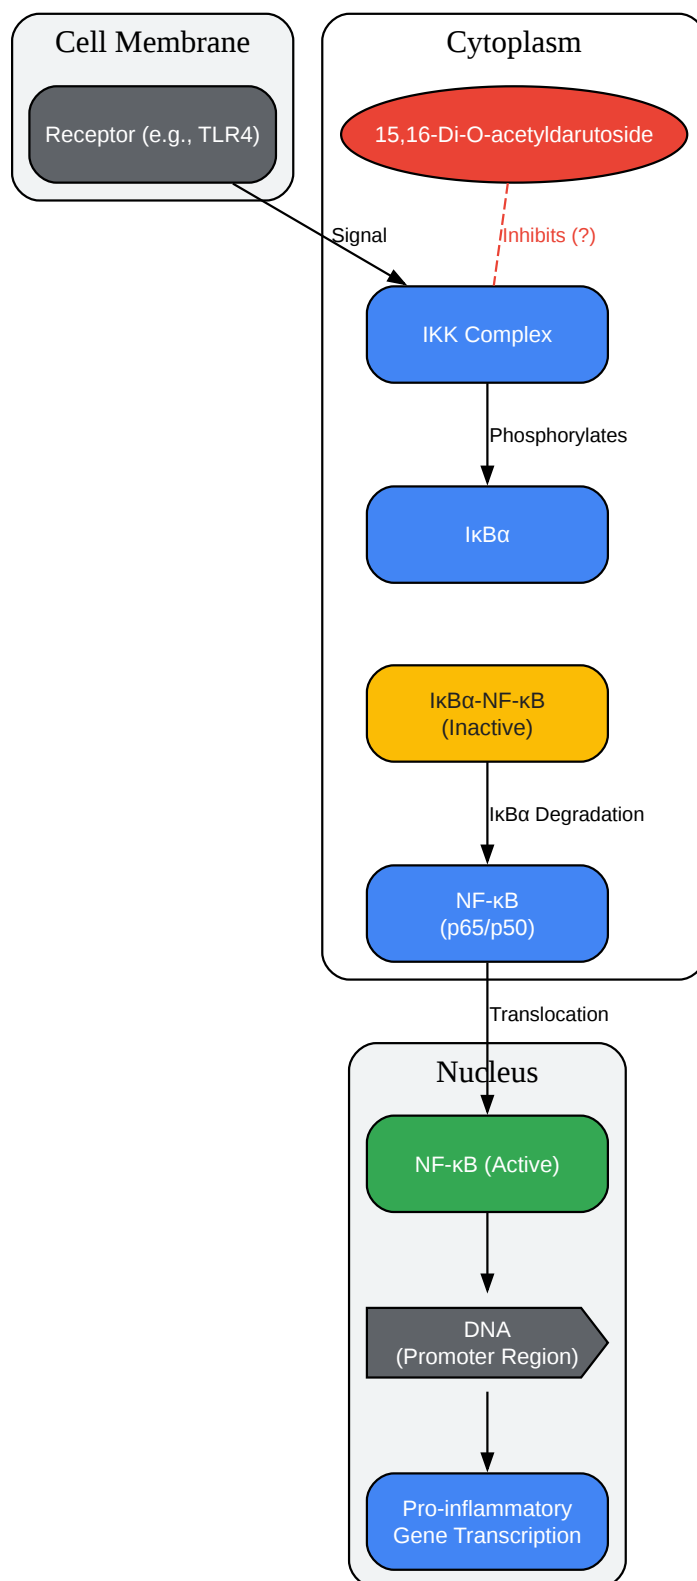 Cell Membrane
Receptor (e.g., TLR4)
Cytoplasm
15,16-Di-O-acetyldarutoside
Signal
Inhibits (?)
IKK Complex
Phosphorylates
IκBα
IκBα-NF-κB
(Inactive)
IκBα Degradation
NF-κB
(p65/p50)
Translocation
Nucleus
NF-κB (Active)
DNA
(Promoter Region)
Pro-inflammatory
Gene Transcription